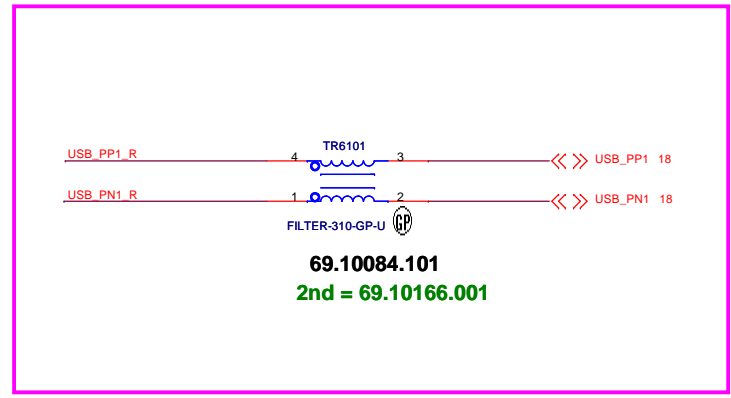 TR6101
USB_PP1_R 4 3 USB_PP1 18
USB_PN1_R 1 2 USB_PN1 18
FILTER-310-GP-U GP
69.10084.101
2nd = 69.10166.001